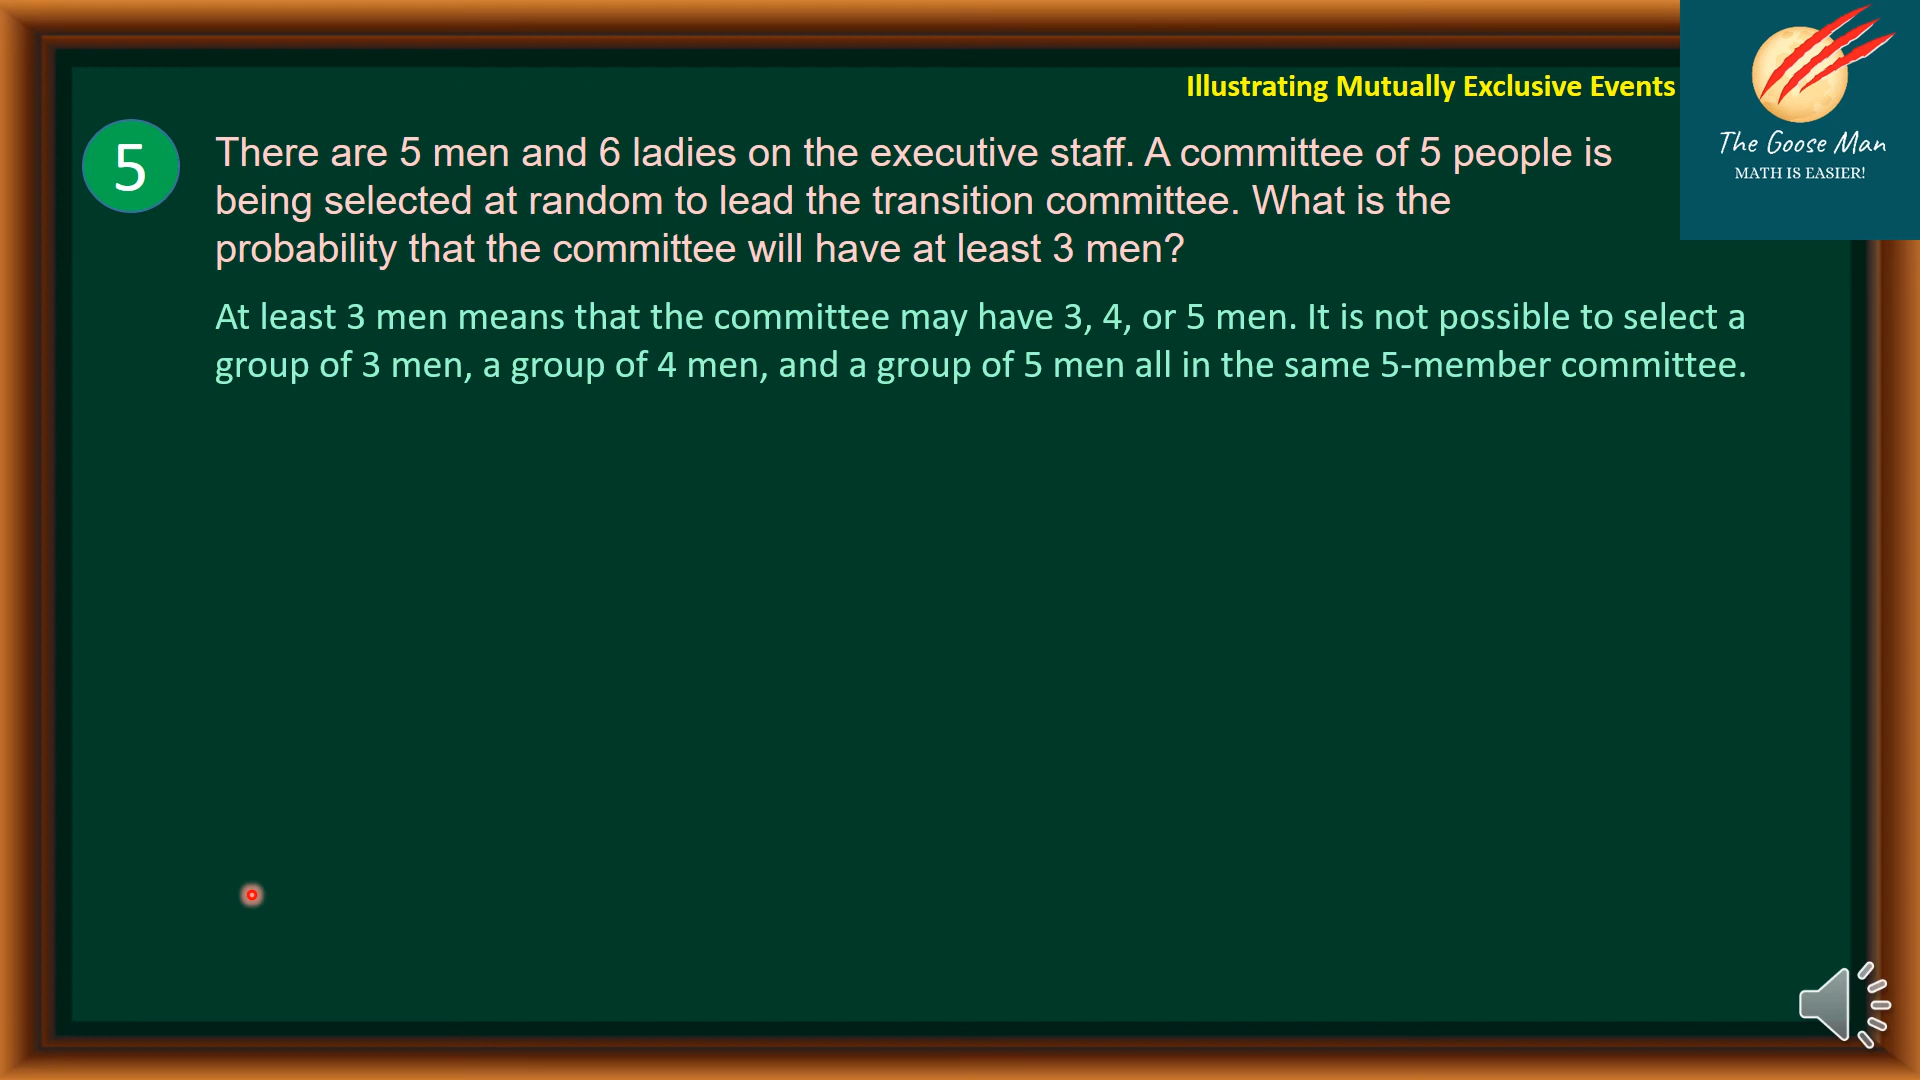 Illustrating Mutually Exclusive Events
The Goose Man
MATH IS EASIER!
5
There are 5 men and 6 ladies on the executive staff. A committee of 5 people is
being selected at random to lead the transition committee. What is the
probability that the committee will have at least 3 men?
At least 3 men means that the committee may have 3, 4, or 5 men. It is not possible to select a
group of 3 men, a group of 4 men, and a group of 5 men all in the same 5-member committee.